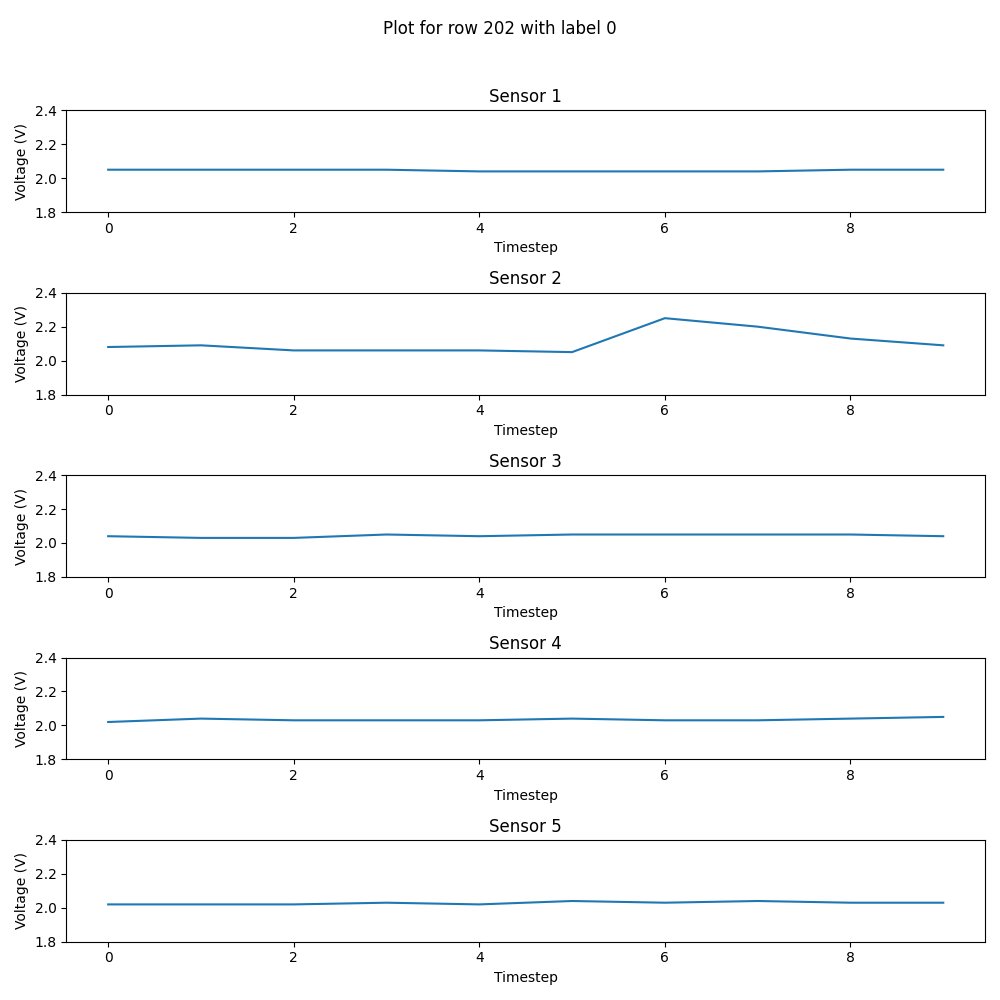 Plot for row 202 with label 0
Sensor 1
2.4
2.2
2.0
1.8
Voltage (V)
0 2 4 6 8
Timestep
Sensor 2
2.4
2.2
2.0
1.8
Voltage (V)
0 2 4 6 8
Timestep
Sensor 3
2.4
2.2
2.0
1.8
Voltage (V)
0 2 4 6 8
Timestep
Sensor 4
2.4
2.2
2.0
1.8
Voltage (V)
0 2 4 6 8
Timestep
Sensor 5
2.4
2.2
2.0
1.8
Voltage (V)
0 2 4 6 8
Timestep